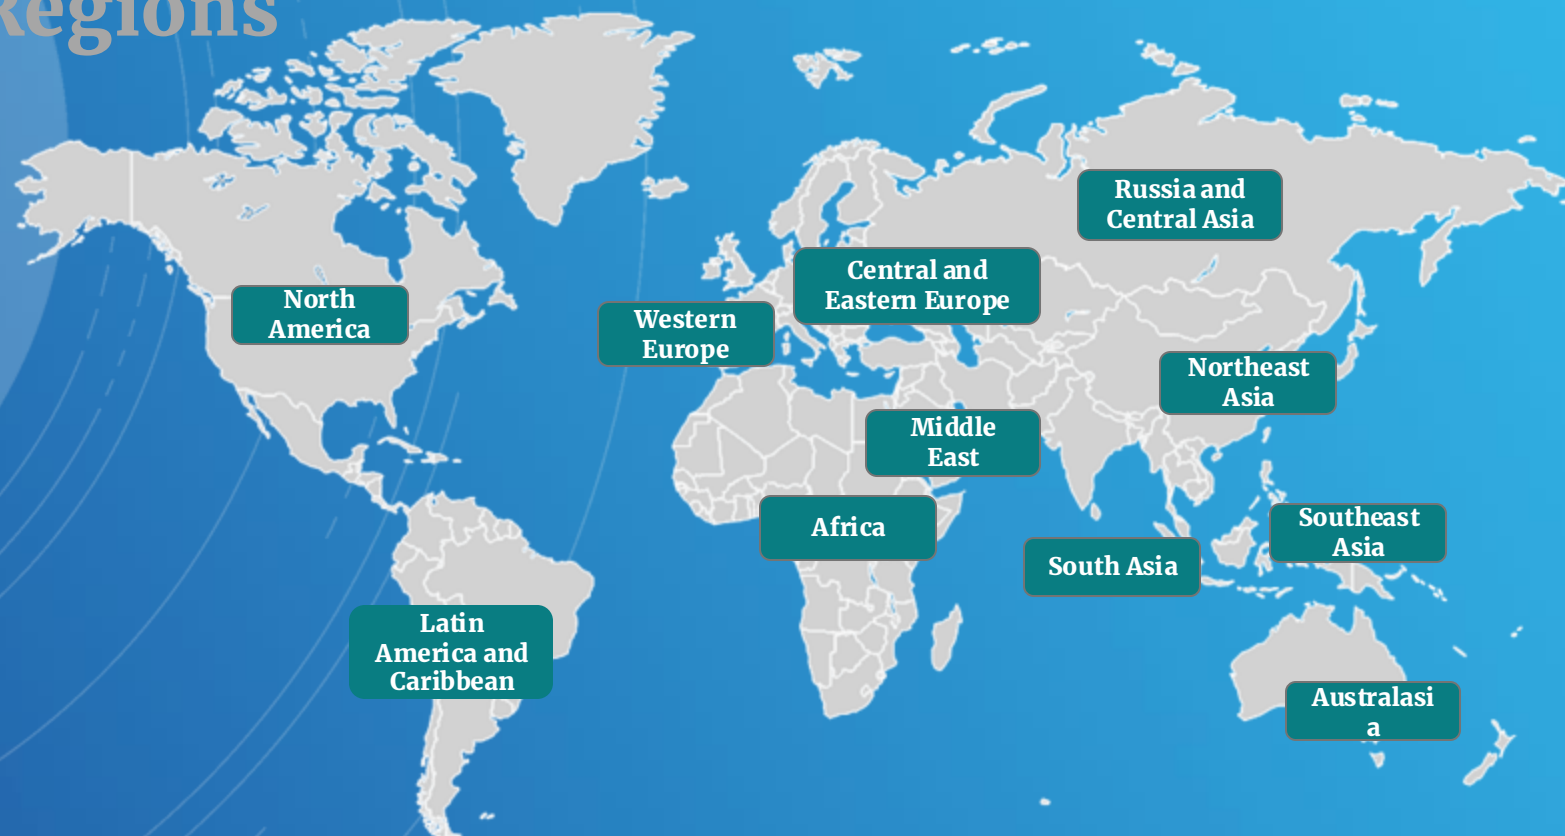 Regions
Russia and
Central Asia
Central and
Eastern Europe
North
America
Western
Europe
Northeast
Asia
Middle
East
Africa
Southeast
Asia
South Asia
Latin
America and
Caribbean
Australasi
a